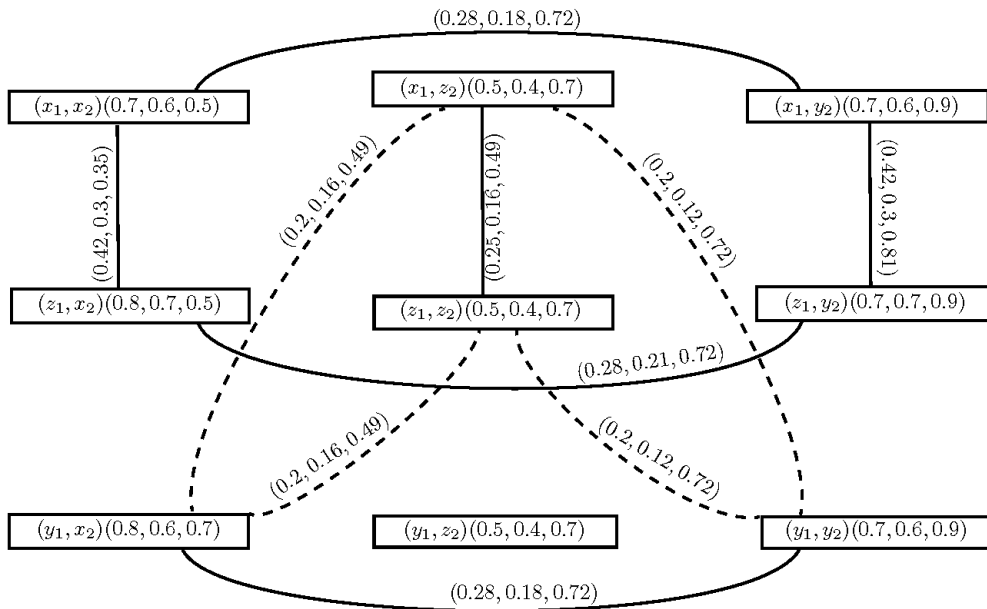 (0.28, 0.18, 0.72)
(x₁, x₂)(0.7, 0.6, 0.5)
(x₁, z₂)(0.5, 0.4, 0.7)
(x₁, y₂)(0.7, 0.6, 0.9)
(0.42, 0.3, 0.35)
(0.2, 0.16, 0.49)
(0.25, 0.16, 0.49)
(0.2, 0.12, 0.72)
(0.42, 0.3, 0.81)
(z₁, x₂)(0.8, 0.7, 0.5)
(z₁, z₂)(0.5, 0.4, 0.7)
(z₁, y₂)(0.7, 0.7, 0.9)
(0.28, 0.21, 0.72)
(0.2, 0.16, 0.49)
(0.2, 0.12, 0.72)
(y₁, x₂)(0.8, 0.6, 0.7)
(y₁, z₂)(0.5, 0.4, 0.7)
(y₁, y₂)(0.7, 0.6, 0.9)
(0.28, 0.18, 0.72)